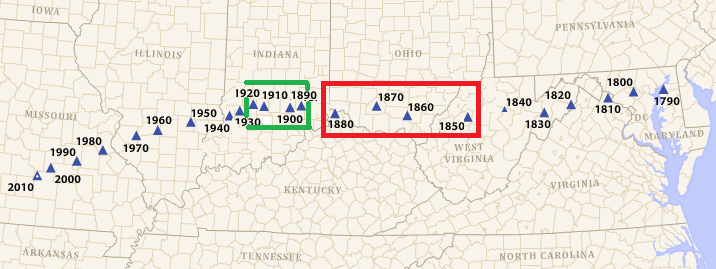 IOWA
PENNSYLVANIA
ILLINOIS
INDIANA
OHIO
1800
1790
1920
1910
1890
1870
1840
1820
1810
MISSOURI
1960
1950
1940
1930
1900
1880
1860
1850
1830
MARYLAND
1990
1980
1970
WEST
VIRGINIA
2010
2000
KENTUCKY
VIRGINIA
ARKANSAS
TENNESSEE
NORTH CAROLINA